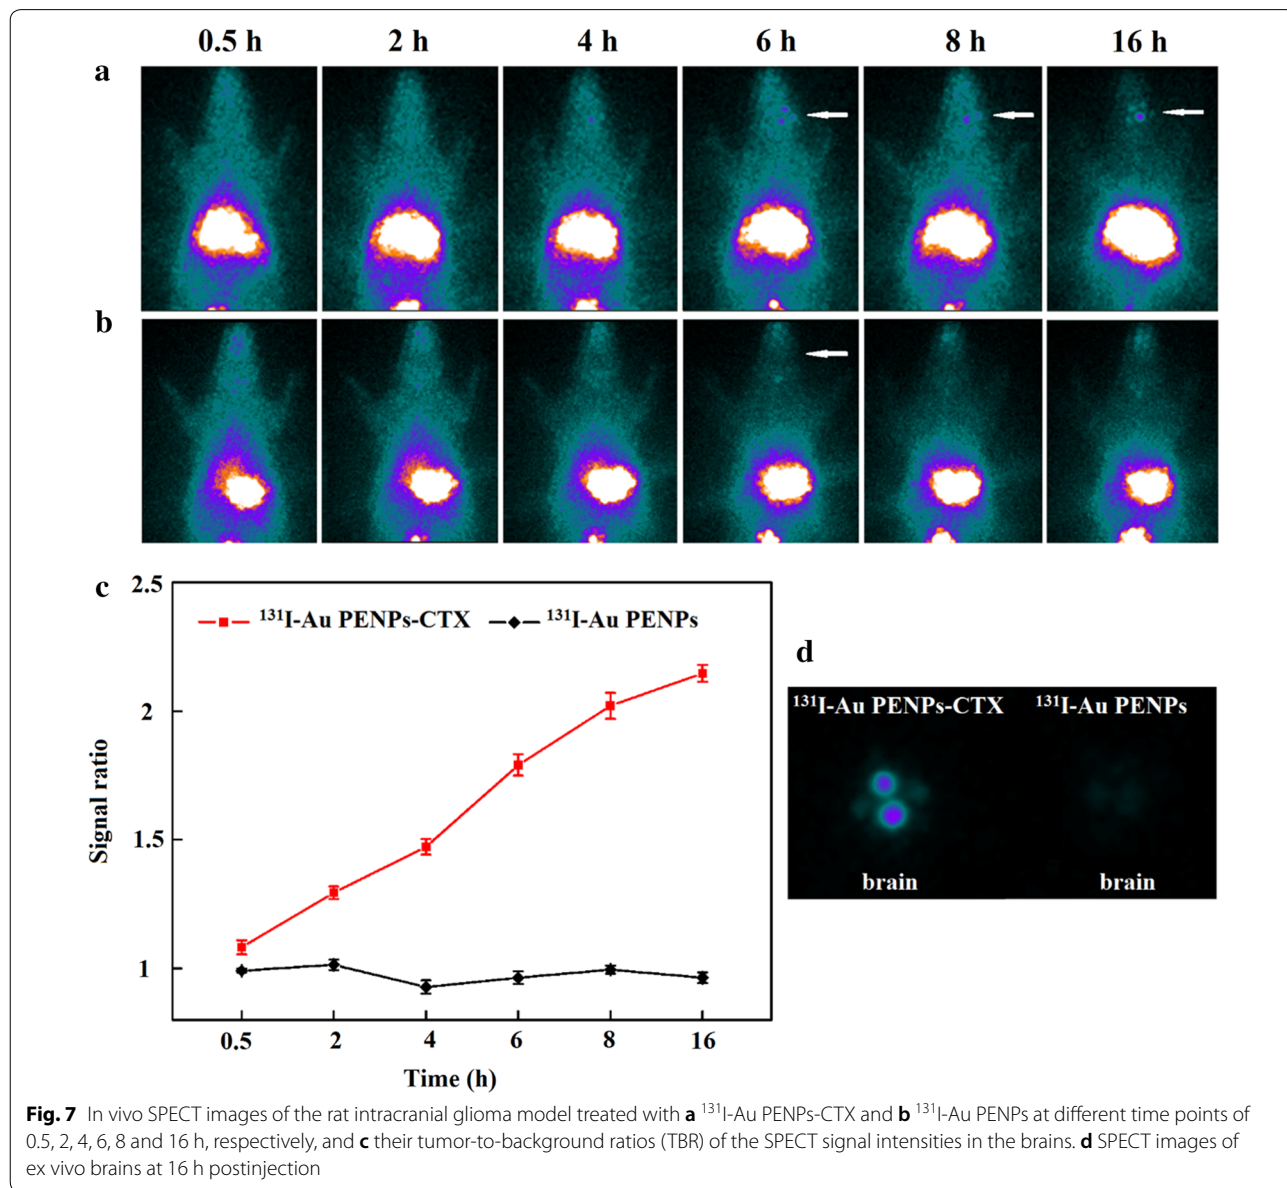 0.5 h 2 h 4 h 6 h 8 h 16 h
a
b
c
2.5
2
1.5
1
Signal ratio
¹³¹I-Au PENPs-CTX ¹³¹I-Au PENPs
0.5 2 4 6 8 16
Time (h)
d
¹³¹I-Au PENPs-CTX ¹³¹I-Au PENPs
brain brain
Fig. 7 In vivo SPECT images of the rat intracranial glioma model treated with a ¹³¹I-Au PENPs-CTX and b ¹³¹I-Au PENPs at different time points of
0.5, 2, 4, 6, 8 and 16 h, respectively, and c their tumor-to-background ratios (TBR) of the SPECT signal intensities in the brains. d SPECT images of
ex vivo brains at 16 h postinjection